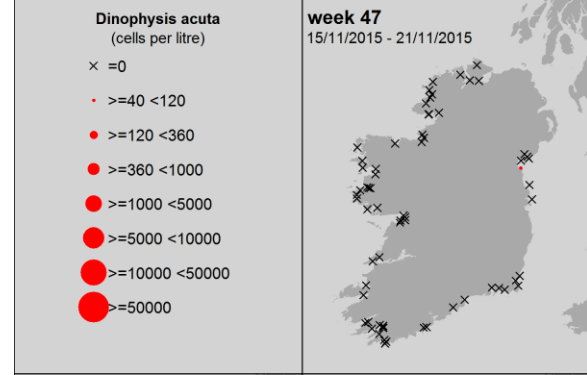 Dinophysis acuta
(cells per litre)
=0
>=40 <120
>=120 <360
>=360 <1000
>=1000 <5000
>=5000 <10000
>=10000 <50000
>=50000
week 47
15/11/2015 - 21/11/2015